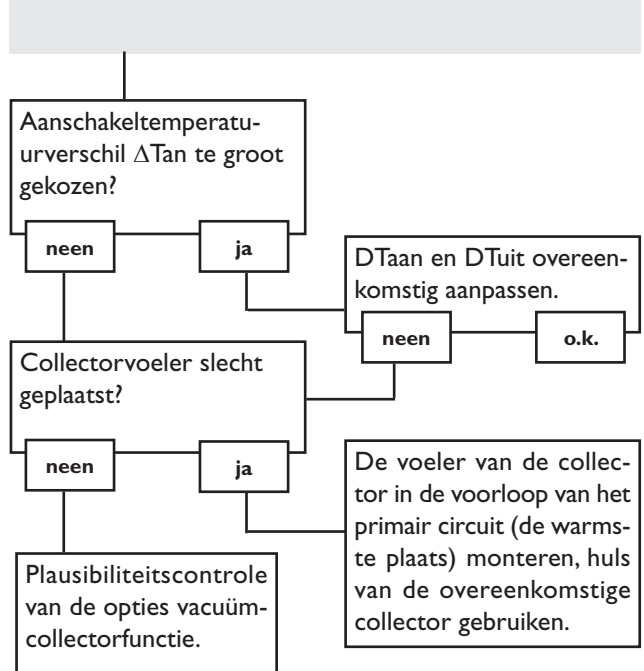 Aanschakeltemperatu-
urverschil ΔTan te groot
gekozen?
neen
ja
DTaan en DTuit overeen-
komstig aanpassen.
neen
o.k.
Collectorvoeler slecht
geplaatst?
neen
ja
De voeler van de collec-
tor in de voorloop van het
primair circuit (de warms-
te plaats) monteren, huls
van de overeenkomstige
collector gebruiken.
Plausibiliteitscontrole
van de opties vacuüm-
collectorfunctie.